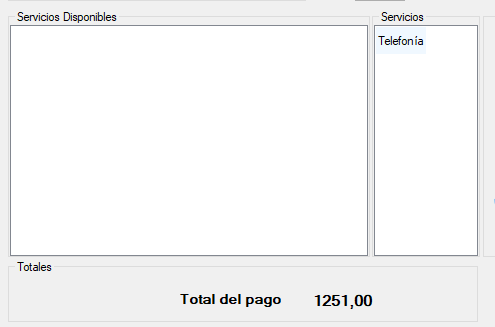 Servicios Disponibles
Servicios
Telefonía
Totales
Total del pago 1251,00